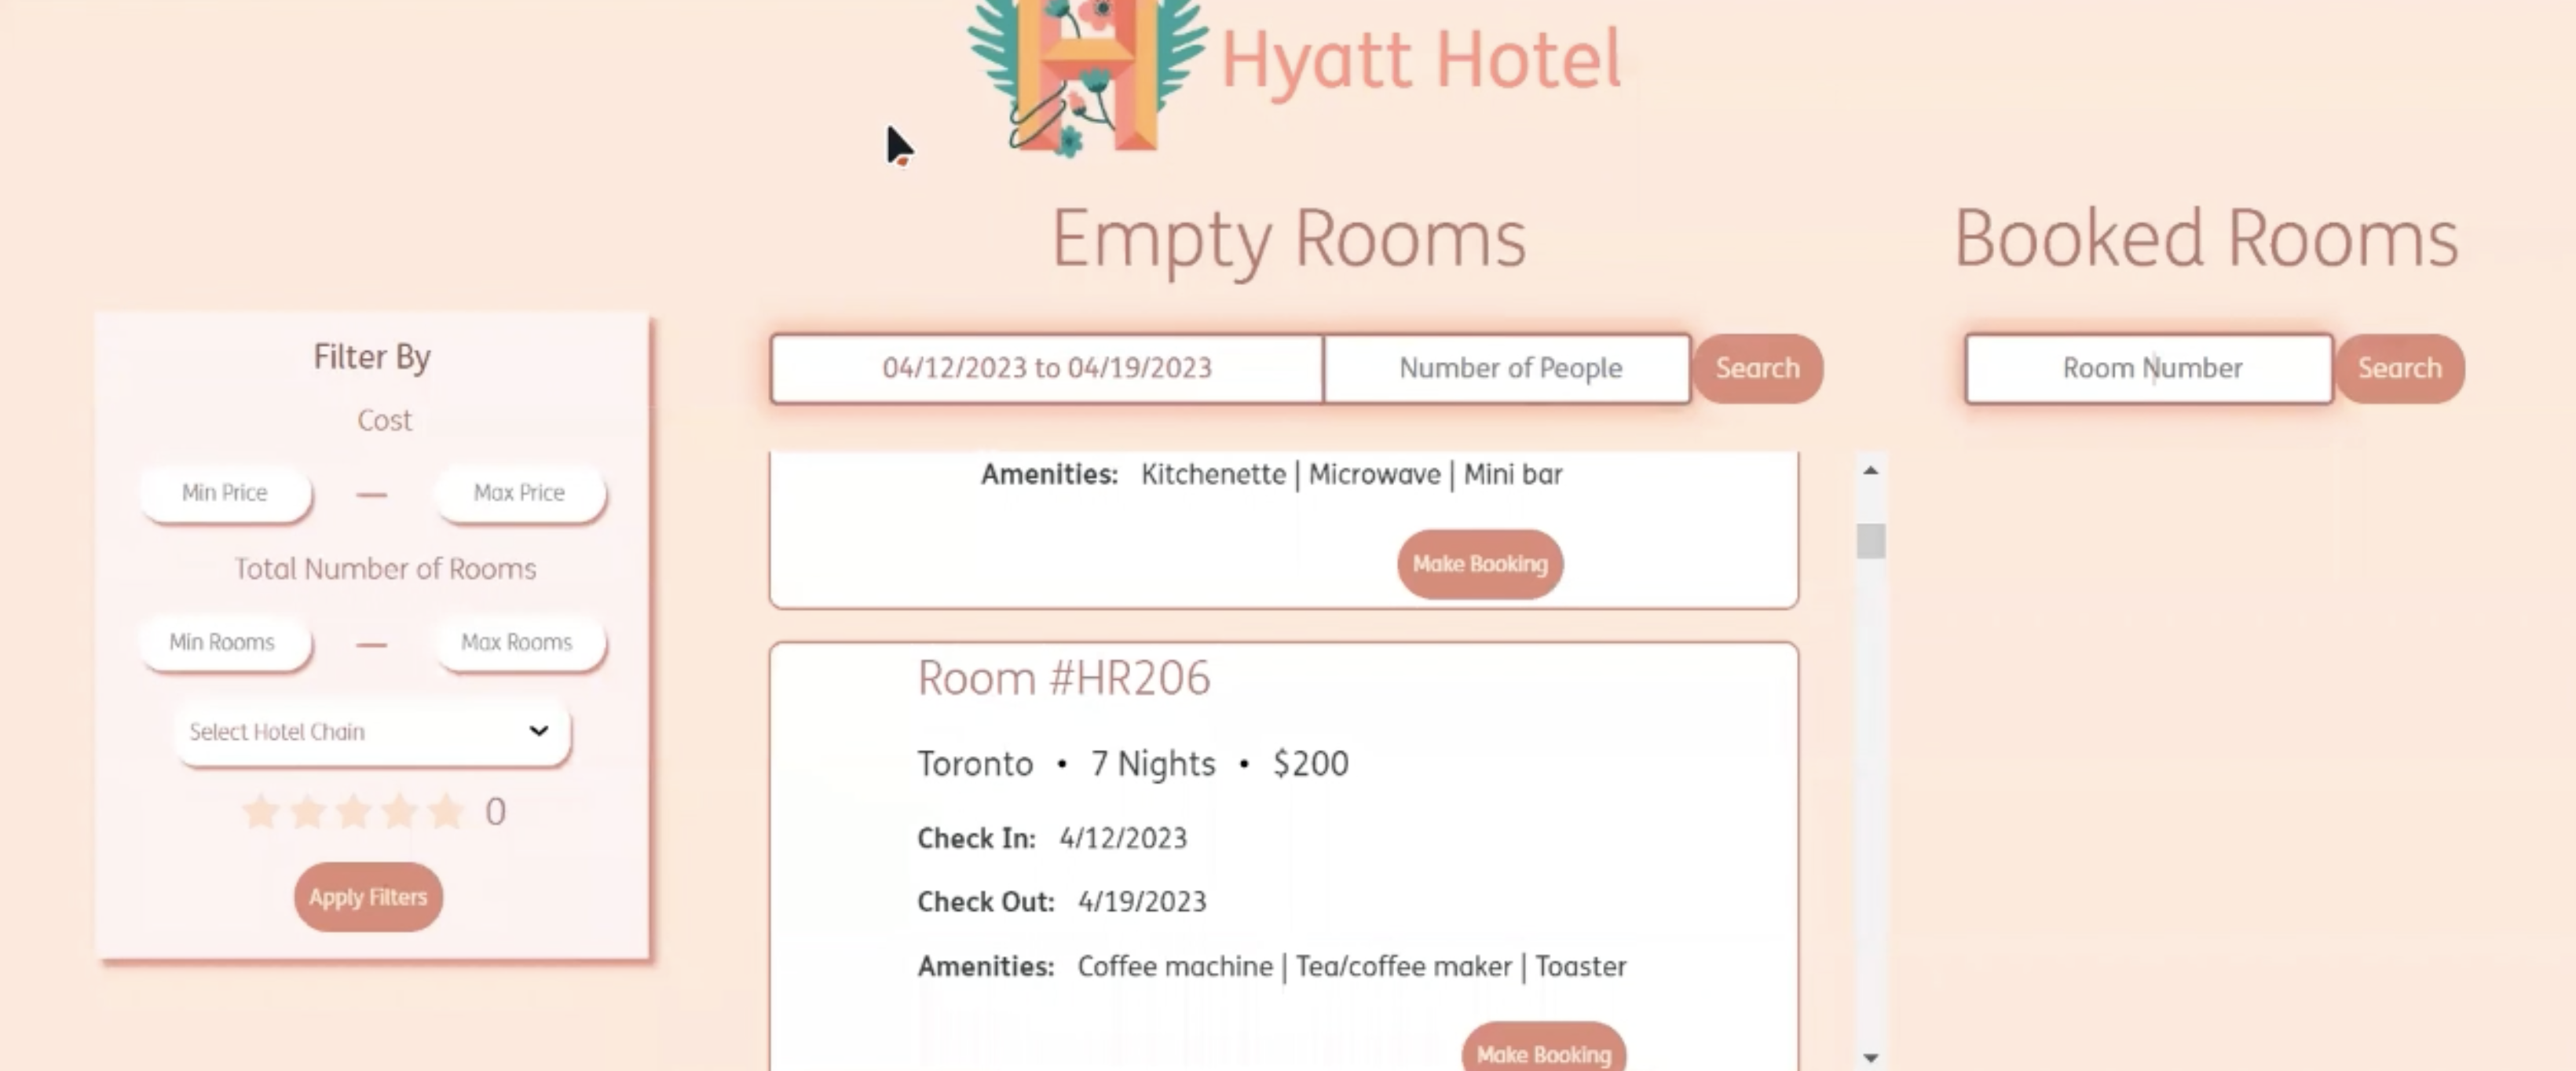 Hyatt Hotel
Empty Rooms
Booked Rooms
Filter By
Cost
Min Price — Max Price
Total Number of Rooms
Min Rooms — Max Rooms
Select Hotel Chain
0
Apply Filters
04/12/2023 to 04/19/2023 Number of People Search
Amenities: Kitchenette | Microwave | Mini bar
Make Booking
Room #HR206
Toronto • 7 Nights • $200
Check In: 4/12/2023
Check Out: 4/19/2023
Amenities: Coffee machine | Tea/coffee maker | Toaster
Make Booking
Room Number Search